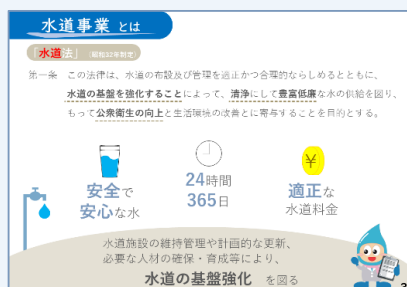 水道事業 とは
「水道法」（昭和32年制定）
第一条 この法律は、水道の布設及び管理を適正かつ合理的ならしめるとともに、
水道の基盤を強化することによって、清浄にして豊富低廉な水の供給を図り、
もって公衆衛生の向上と生活環境の改善とに寄与することを目的とする。
安全で
安心な水
24時間
365日
¥
適正な
水道料金
水道施設の維持管理や計画的な更新、
必要な人材の確保・育成等により、
水道の基盤強化 を図る
3